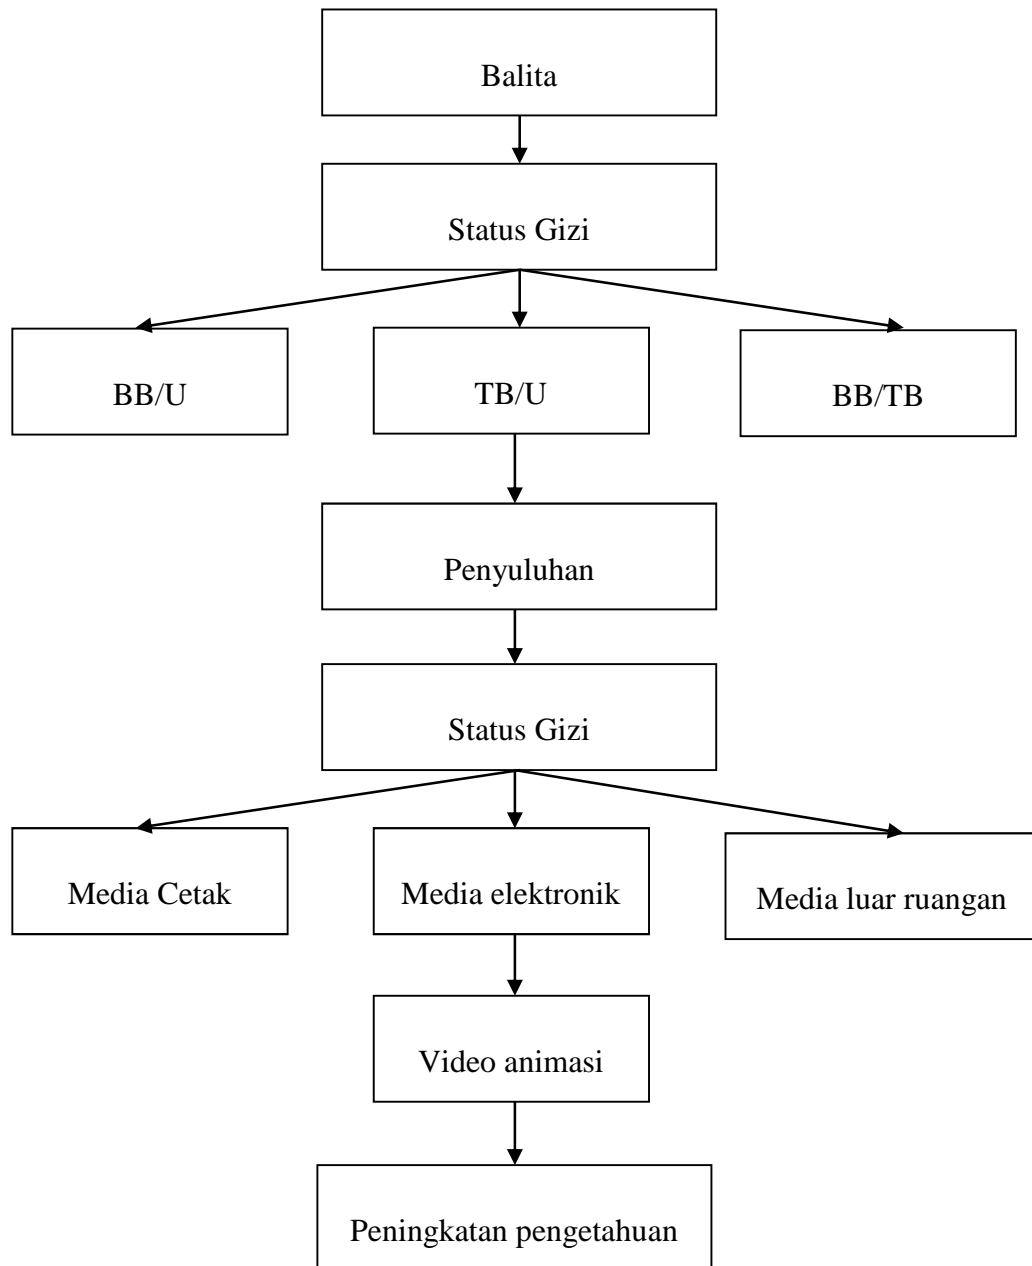 Balita
Status Gizi
BB/U
TB/U
BB/TB
Penyuluhan
Status Gizi
Media Cetak
Media elektronik
Media luar ruangan
Video animasi
Peningkatan pengetahuan